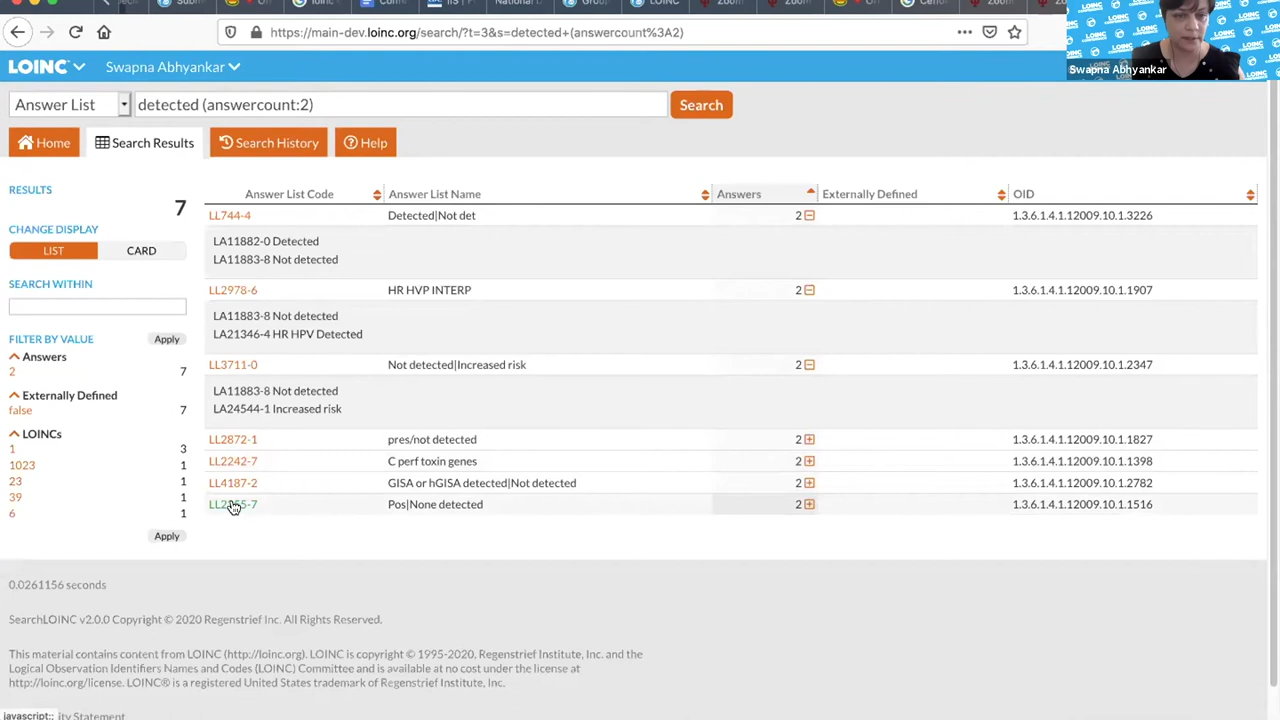 https://main-dev.loinc.org/search/?t=3&s=detected+(answercount%3A2)
Swapna Abhyankar
LOINC Swapna Abhyankar
Answer List detected (answercount:2) Search
Home Search Results Search History Help
RESULTS
7
CHANGE DISPLAY
LIST CARD
SEARCH WITHIN
FILTER BY VALUE Apply
Answers
2 7
Externally Defined
false 7
LOINCs
1 3
1023 1
23 1
39 1
6 1
Apply
Answer List Code Answer List Name Answers Externally Defined OID
LL744-4 Detected|Not det 2 1.3.6.1.4.1.12009.10.1.3226
LA11882-0 Detected
LA11883-8 Not detected
LL2978-6 HR HVP INTERP 2 1.3.6.1.4.1.12009.10.1.1907
LA11883-8 Not detected
LA21346-4 HR HPV Detected
LL3711-0 Not detected|Increased risk 2 1.3.6.1.4.1.12009.10.1.2347
LA11883-8 Not detected
LA24544-1 Increased risk
LL2872-1 pres/not detected 2 1.3.6.1.4.1.12009.10.1.1827
LL2242-7 C perf toxin genes 2 1.3.6.1.4.1.12009.10.1.1398
LL4187-2 GISA or hGISA detected|Not detected 2 1.3.6.1.4.1.12009.10.1.2782
Pos|None detected 2 1.3.6.1.4.1.12009.10.1.1516
0.0261156 seconds
SearchLOINC v2.0.0 Copyright © 2020 Regenstrief Inc. All Rights Reserved.
This material contains content from LOINC (http://loinc.org). LOINC is copyright © 1995-2020, Regenstrief Institute, Inc. and the
Logical Observation Identifiers Names and Codes (LOINC) Committee and is available at no cost under the license at
http://loinc.org/license. LOINC® is a registered United States trademark of Regenstrief Institute, Inc.
javascript:; ity Statement